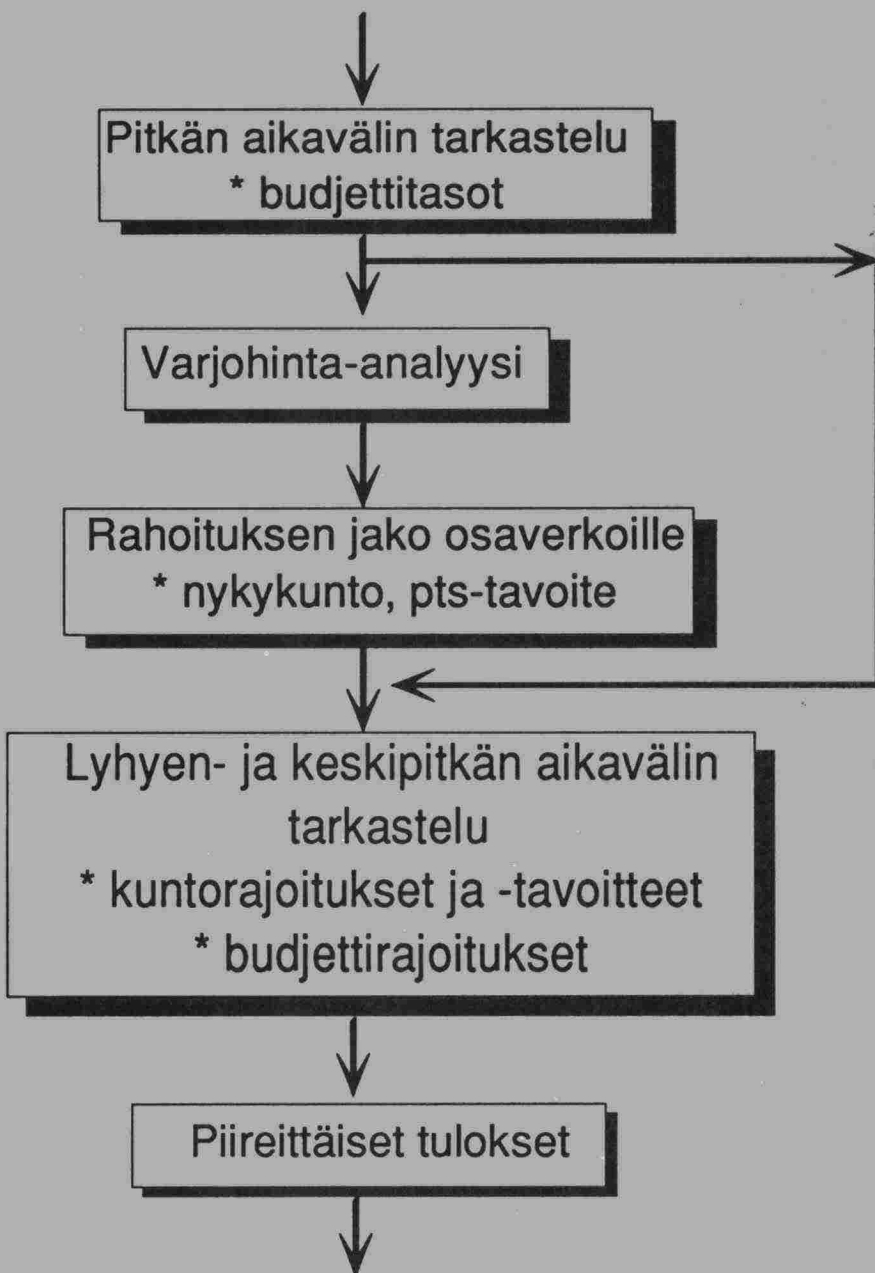 Pitkän aikavälin tarkastelu
* budjettitasot
Varjohinta-analyysi
Rahoituksen jako osaverkoille
* nykykunto, pts-tavoite
Lyhyen- ja keskipitkän aikavälin
tarkastelu
* kuntorajoitukset ja -tavoitteet
* budjettirajoitukset
Piireittäiset tulokset